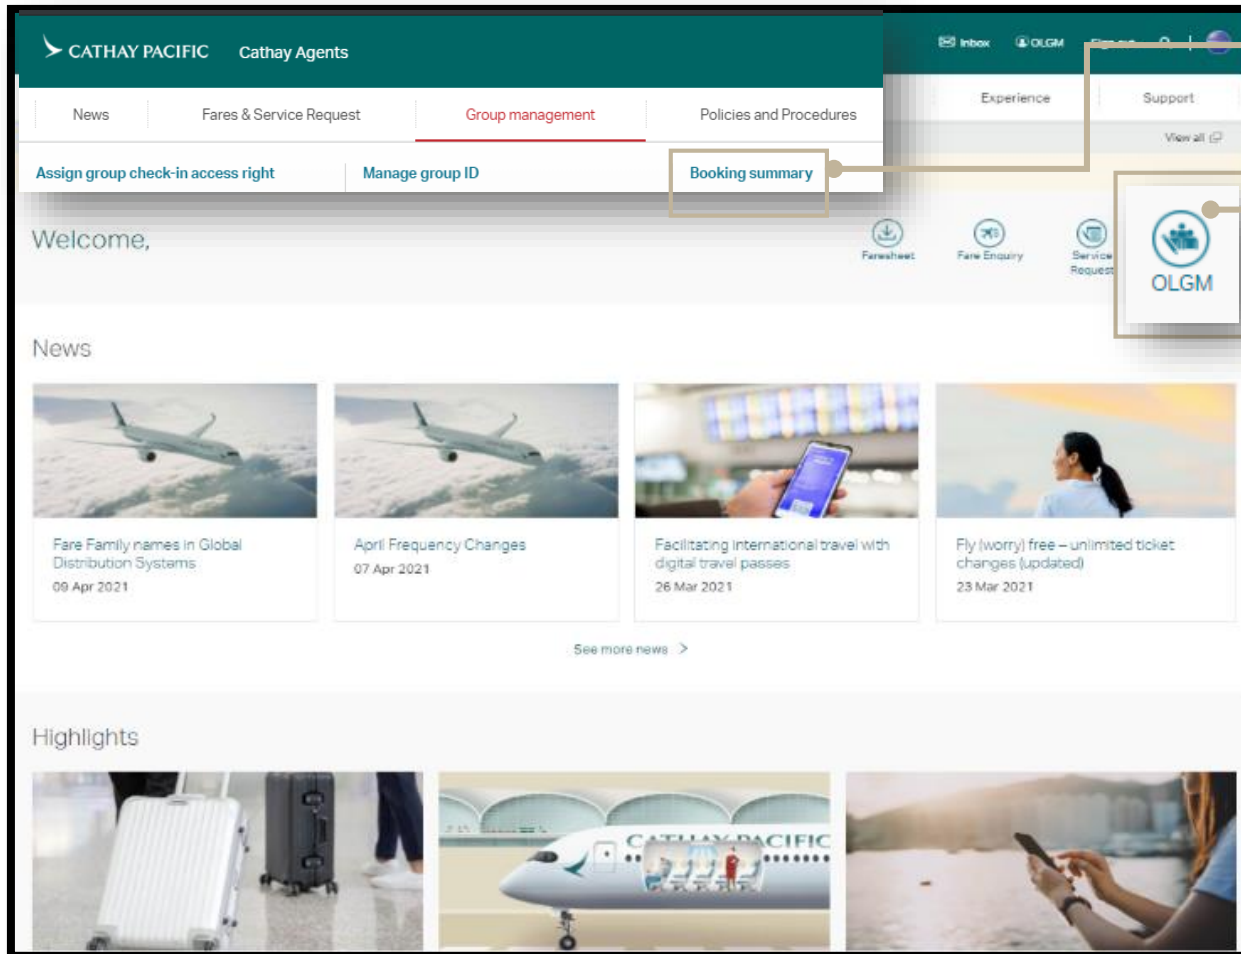 CATHAY PACIFIC Cathay Agents
Inbox OLGM
News Fares & Service Request Group management Policies and Procedures Experience Support
View all
Assign group check-in access right Manage group ID Booking summary
Welcome,
Faresheet Fare Enquiry Service
Request
OLGM
News
Fare Family names in Global
Distribution Systems
09 Apr 2021
April Frequency Changes
07 Apr 2021
Facilitating international travel with
digital travel passes
26 Mar 2021
Fly (worry) free – unlimited ticket
changes (updated)
23 Mar 2021
See more news >
Highlights
CATHAY PACIFIC